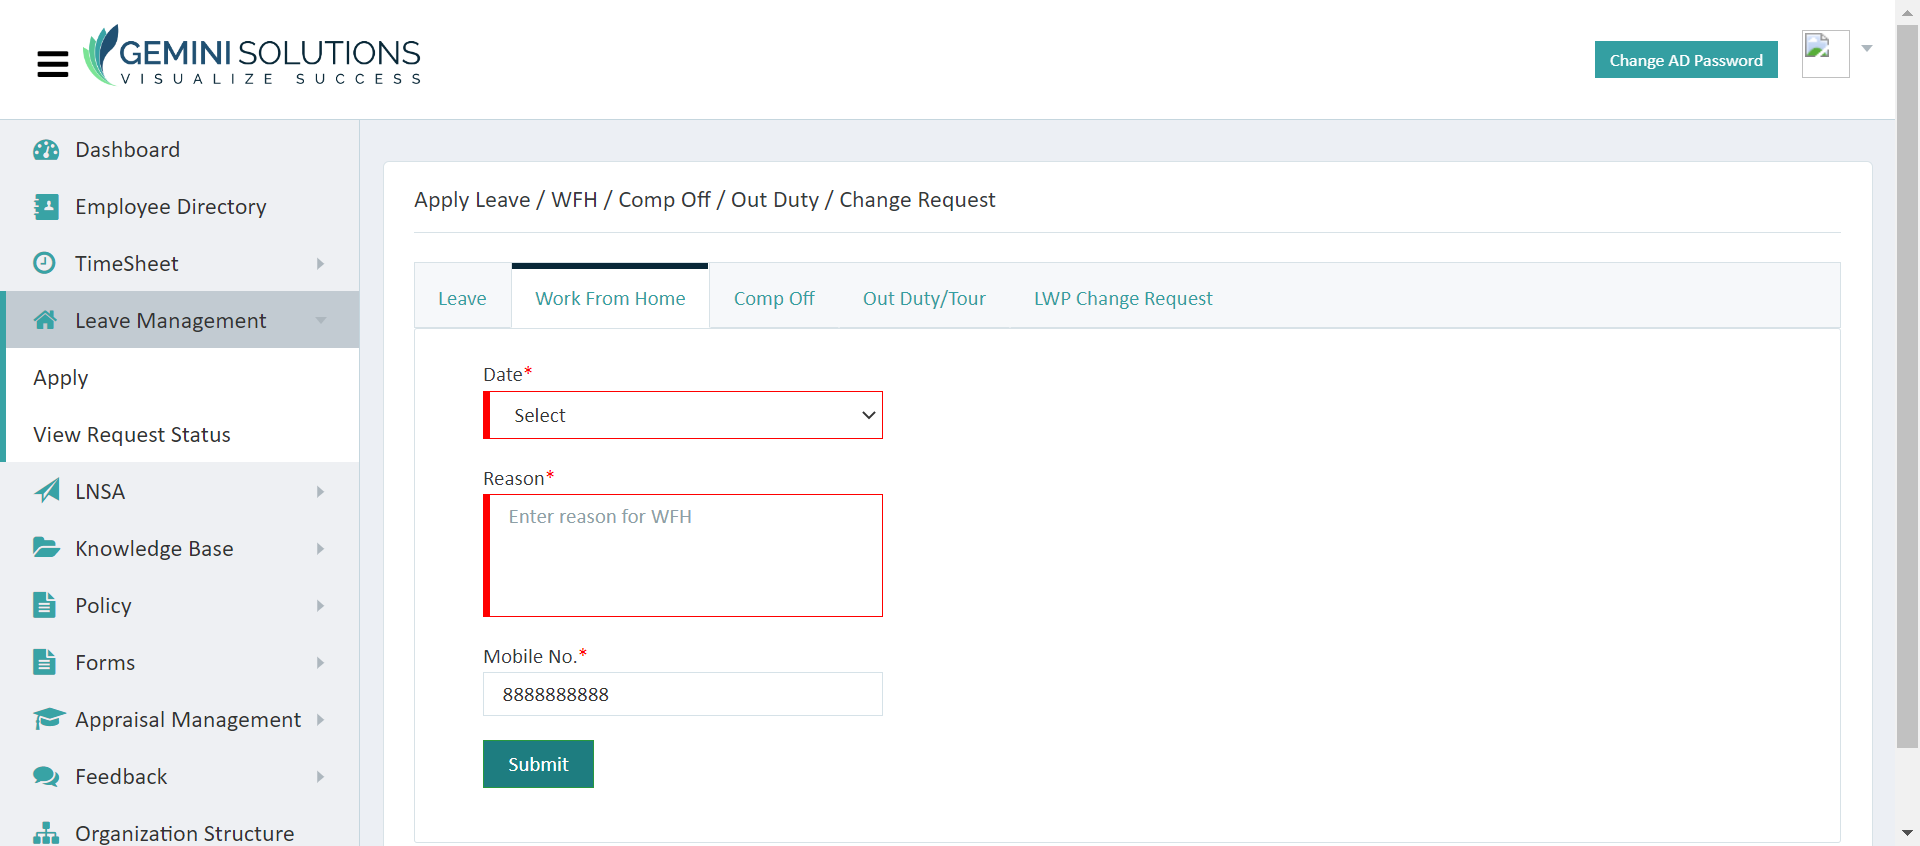 GEMINI SOLUTIONS
VISUALIZE SUCCESS
Change AD Password
Dashboard
Employee Directory
TimeSheet
Leave Management
Apply
View Request Status
LNSA
Knowledge Base
Policy
Forms
Appraisal Management
Feedback
Organization Structure
Apply Leave / WFH / Comp Off / Out Duty / Change Request
Leave
Work From Home
Comp Off
Out Duty/Tour
LWP Change Request
Date*
Select
Reason*
Enter reason for WFH
Mobile No.*
8888888888
Submit